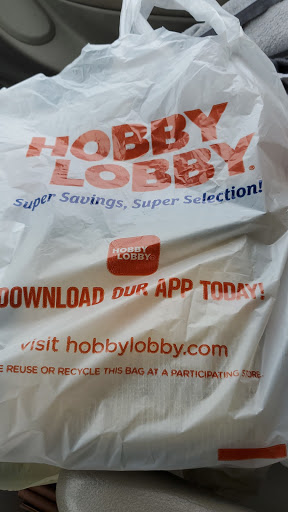 HOBBY
LOBBY®
Super Savings, Super Selection!
HOBBY
LOBBY
DOWNLOAD OUR APP TODAY!
visit hobbylobby.com
E REUSE OR RECYCLE THIS BAG AT A PARTICIPATING STORE